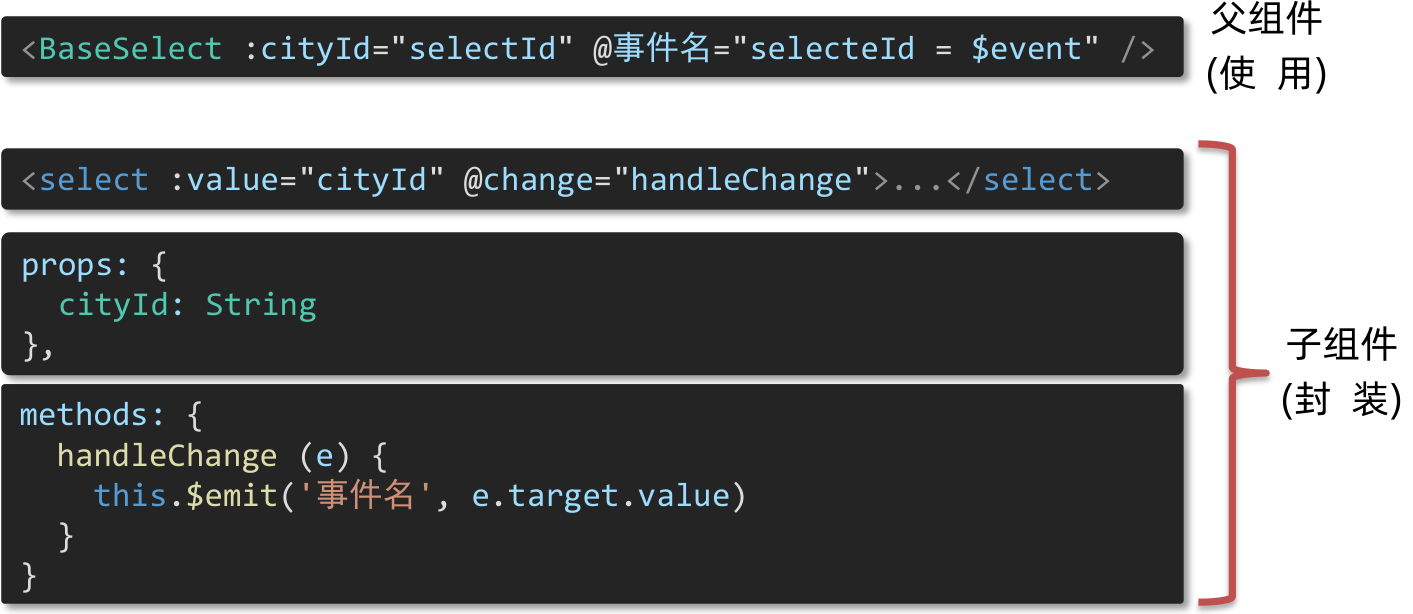 <BaseSelect :cityId="selectId" @事件名="selecteId = $event" />
父组件
(使 用)
<select :value="cityId" @change="handleChange">...</select>
props: {
  cityId: String
},
methods: {
  handleChange (e) {
    this.$emit('事件名', e.target.value)
  }
}
子组件
(封 装)